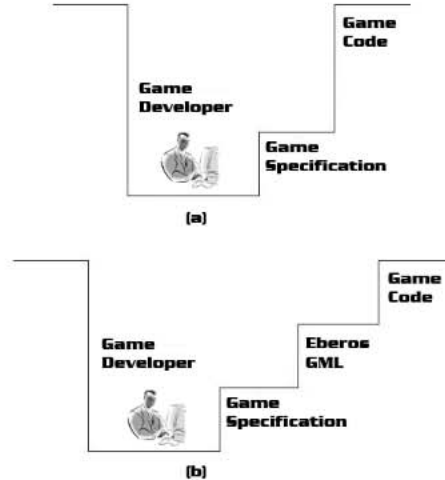 Game
Code
Game
Developer
Game
Specification
(a)
Game
Code
Game
Developer
Eberos
GML
Game
Specification
(b)